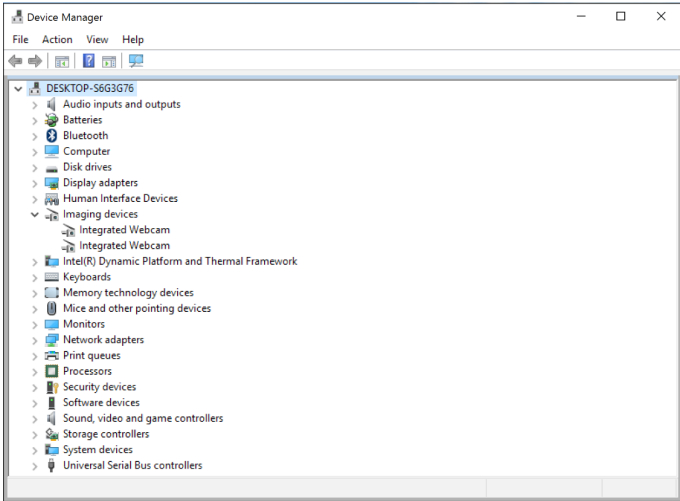 Device Manager
File Action View Help
DESKTOP-S6G3G76
Audio inputs and outputs
Batteries
Bluetooth
Computer
Disk drives
Display adapters
Human Interface Devices
Imaging devices
Integrated Webcam
Integrated Webcam
Intel(R) Dynamic Platform and Thermal Framework
Keyboards
Memory technology devices
Mice and other pointing devices
Monitors
Network adapters
Print queues
Processors
Security devices
Software devices
Sound, video and game controllers
Storage controllers
System devices
Universal Serial Bus controllers